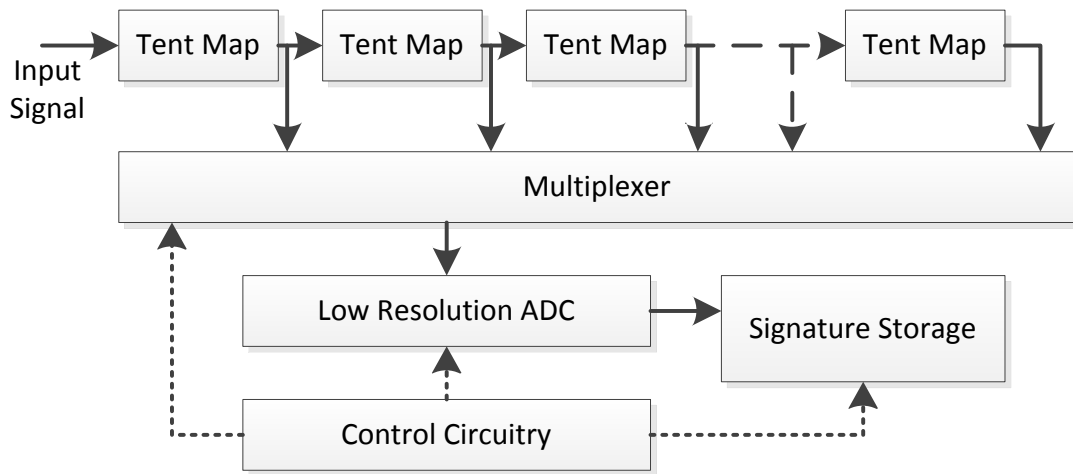 Tent Map
Tent Map
Tent Map
Tent Map
Input
Signal
Multiplexer
Low Resolution ADC
Signature Storage
Control Circuitry